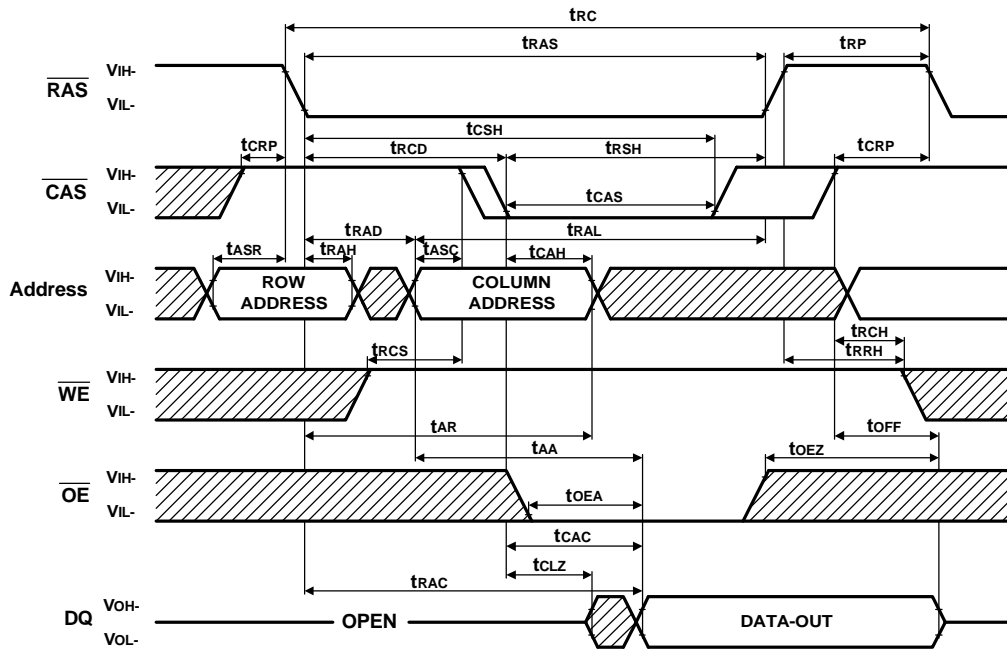 tRC
tRAS tRP
RAS VIH-
VIL-
tCSH
tCRP tRCD tRSH tCRP
CAS VIH-
VIL-
tCAS
tRAD tRAL
tASR tRAH tASC tCAH
Address VIH-
VIL-
ROW ADDRESS
COLUMN ADDRESS
tRCH
tRCS tRRH
WE VIH-
VIL-
tAR tOFF
tAA tOEZ
OE VIH-
VIL-
tOEA
tCAC
tCLZ
tRAC
DQ VOH-
VOL-
OPEN DATA-OUT